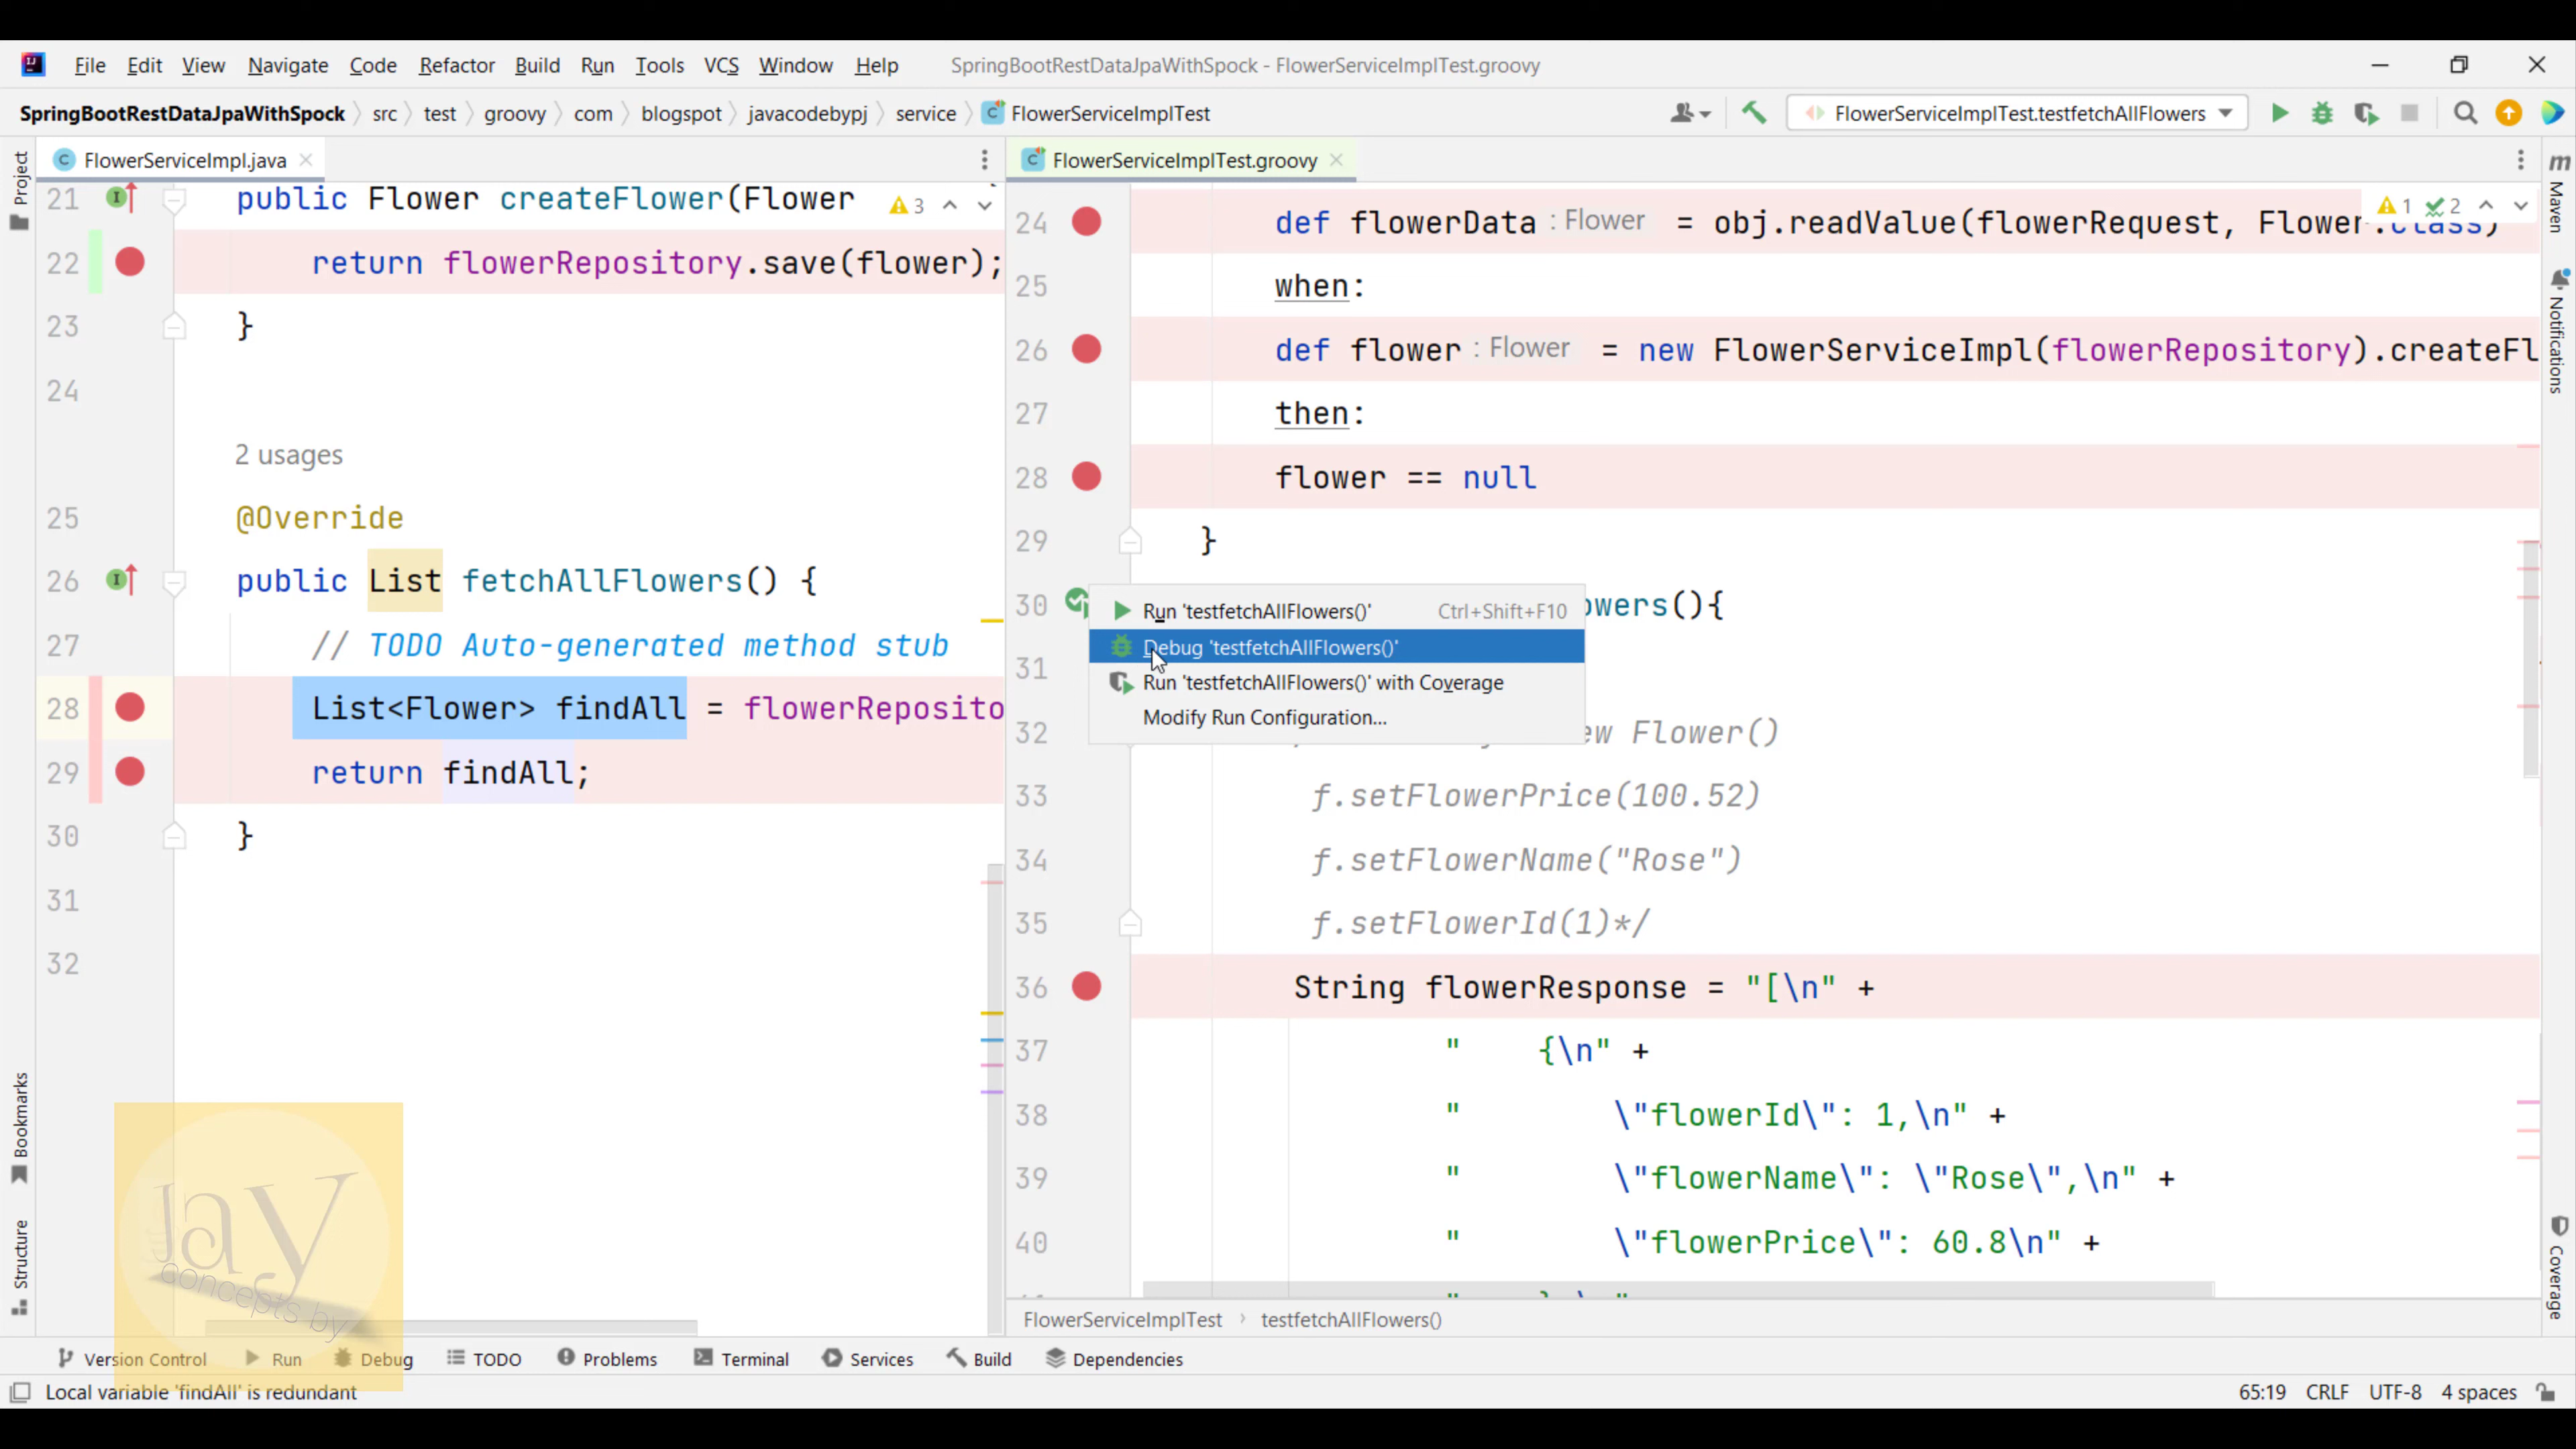 File Edit View Navigate Code Refactor Build Run Tools VCS Window Help SpringBootRestDataJpaWithSpock - FlowerServiceImplTest.groovy
SpringBootRestDataJpaWithSpock src test groovy com blogspot javacodebypj service FlowerServiceImplTest FlowerServiceImplTest.testfetchAllFlowers
Project
FlowerServiceImpl.java
21 public Flower createFlower(Flower 3
22 return flowerRepository.save(flower);
23 }
24
2 usages
25 @Override
26 public List fetchAllFlowers() {
27 // TODO Auto-generated method stub
28 List<Flower> findAll = flowerReposito
29 return findAll;
30 }
31
32
FlowerServiceImplTest.groovy
24 def flowerData : Flower = obj.readValue(flowerRequest, Flower.class)
1 2
25 when:
26 def flower : Flower = new FlowerServiceImpl(flowerRepository).createFl
27 then:
28 flower == null
29 }
30 owers(){
Run 'testfetchAllFlowers()' Ctrl+Shift+F10
Debug 'testfetchAllFlowers()'
31
Run 'testfetchAllFlowers()' with Coverage
Modify Run Configuration...
32 ew Flower()
33 f.setFlowerPrice(100.52)
34 f.setFlowerName("Rose")
35 f.setFlowerId(1)*/
36 String flowerResponse = "[\n" +
37 " {\n" +
38 " \"flowerId\": 1,\n" +
39 " \"flowerName\": \"Rose\",\n" +
40 " \"flowerPrice\": 60.8\n" +
FlowerServiceImplTest testfetchAllFlowers()
Maven
Notifications
Coverage
Bookmarks
Structure
Jay
concepts by
Version Control Run Debug TODO Problems Terminal Services Build Dependencies
Local variable 'findAll' is redundant 65:19 CRLF UTF-8 4 spaces